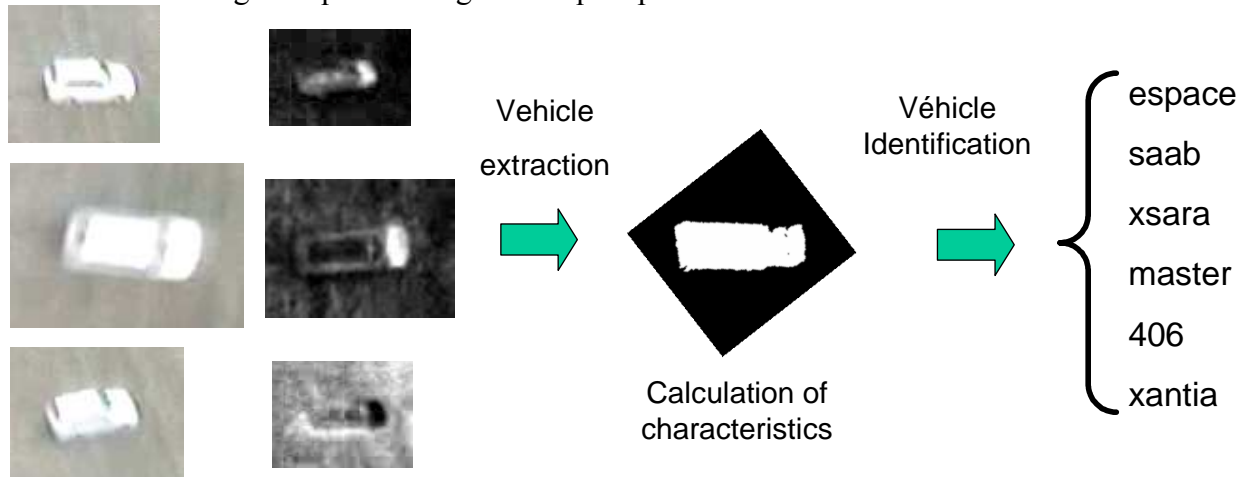 Vehicle
extraction
Véhicle
Identification
Calculation of
characteristics
espace
saab
xsara
master
406
xantia